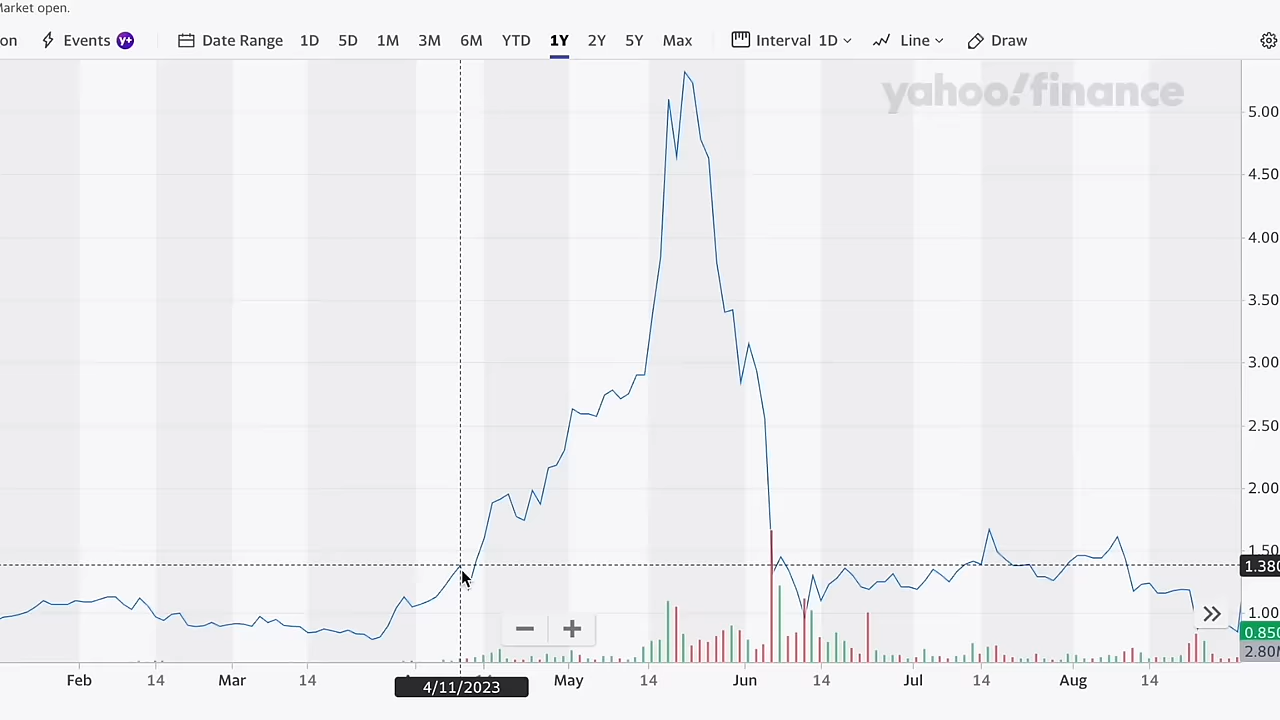 Market open.
on Events y+ Date Range 1D 5D 1M 3M 6M YTD 1Y 2Y 5Y Max Interval 1D Line Draw
yahoo!finance
5.00
4.50
4.00
3.50
3.00
2.50
2.00
1.50
1.380
1.00
0.850
2.80M
Feb 14 Mar 14 May 14 Jun 14 Jul 14 Aug 14
4/11/2023